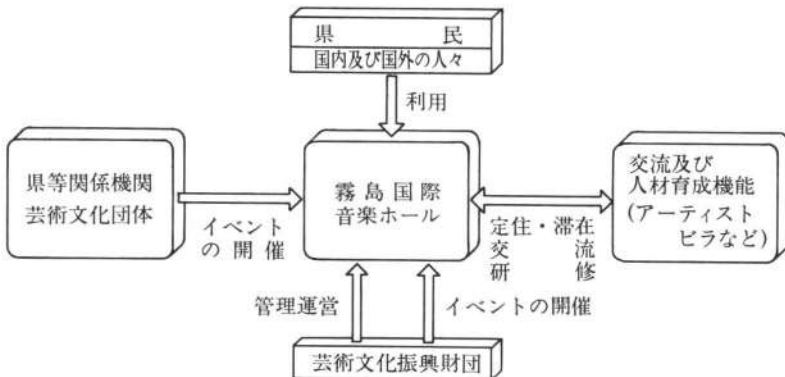 県民
国内及び国外の人々
利用
県等関係機関
芸術文化団体
イベント
の開催
霧島国際
音楽ホール
定住・滞在
交流
研修
交流及び
人材育成機能
(アーティスト
ビラなど)
管理運営
イベントの開催
芸術文化振興財団